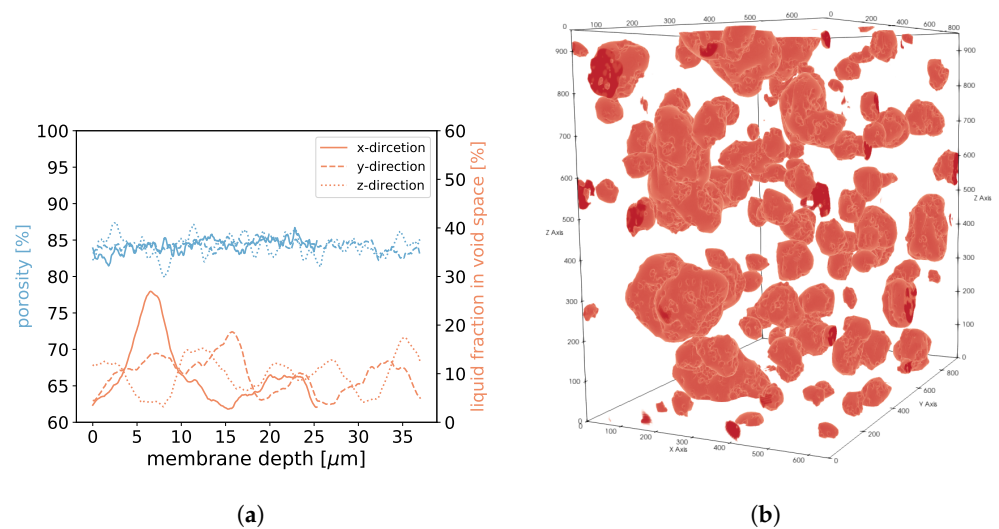 100
95
90
85
80
75
70
65
60
porosity [%]
x-dircetion
y-direction
z-direction
60
50
40
30
20
10
0
liquid fraction in void space [%]
0 5 10 15 20 25 30 35
membrane depth [μm]
(a)
0 100 200 300 400 500 600
0 200 400 600 800
900
800
700
600
500
400
300
200
100
0
Z Axis
900
800
700
600
500
400
300
200
100
0
Z Axis
0 100 200 300 400 500 600
X Axis
0 200 400 600 800
Y Axis
(b)